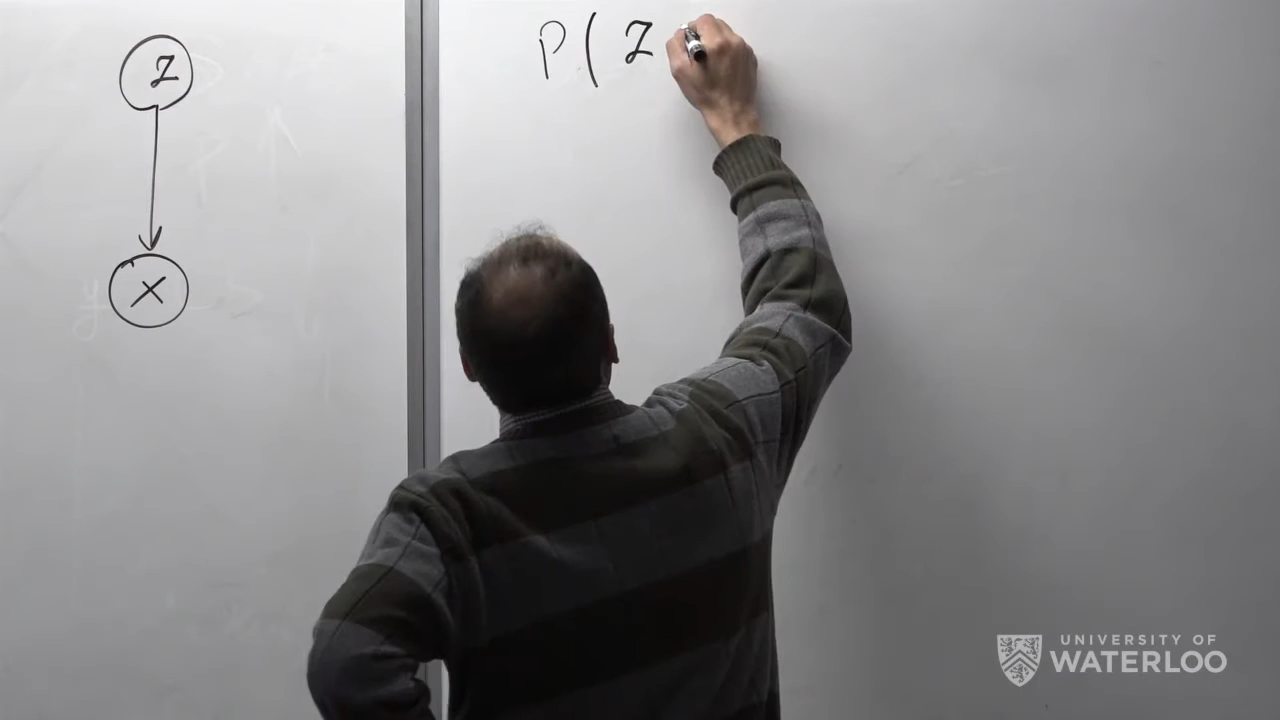 Z
X
P ( Z
UNIVERSITY OF
WATERLOO